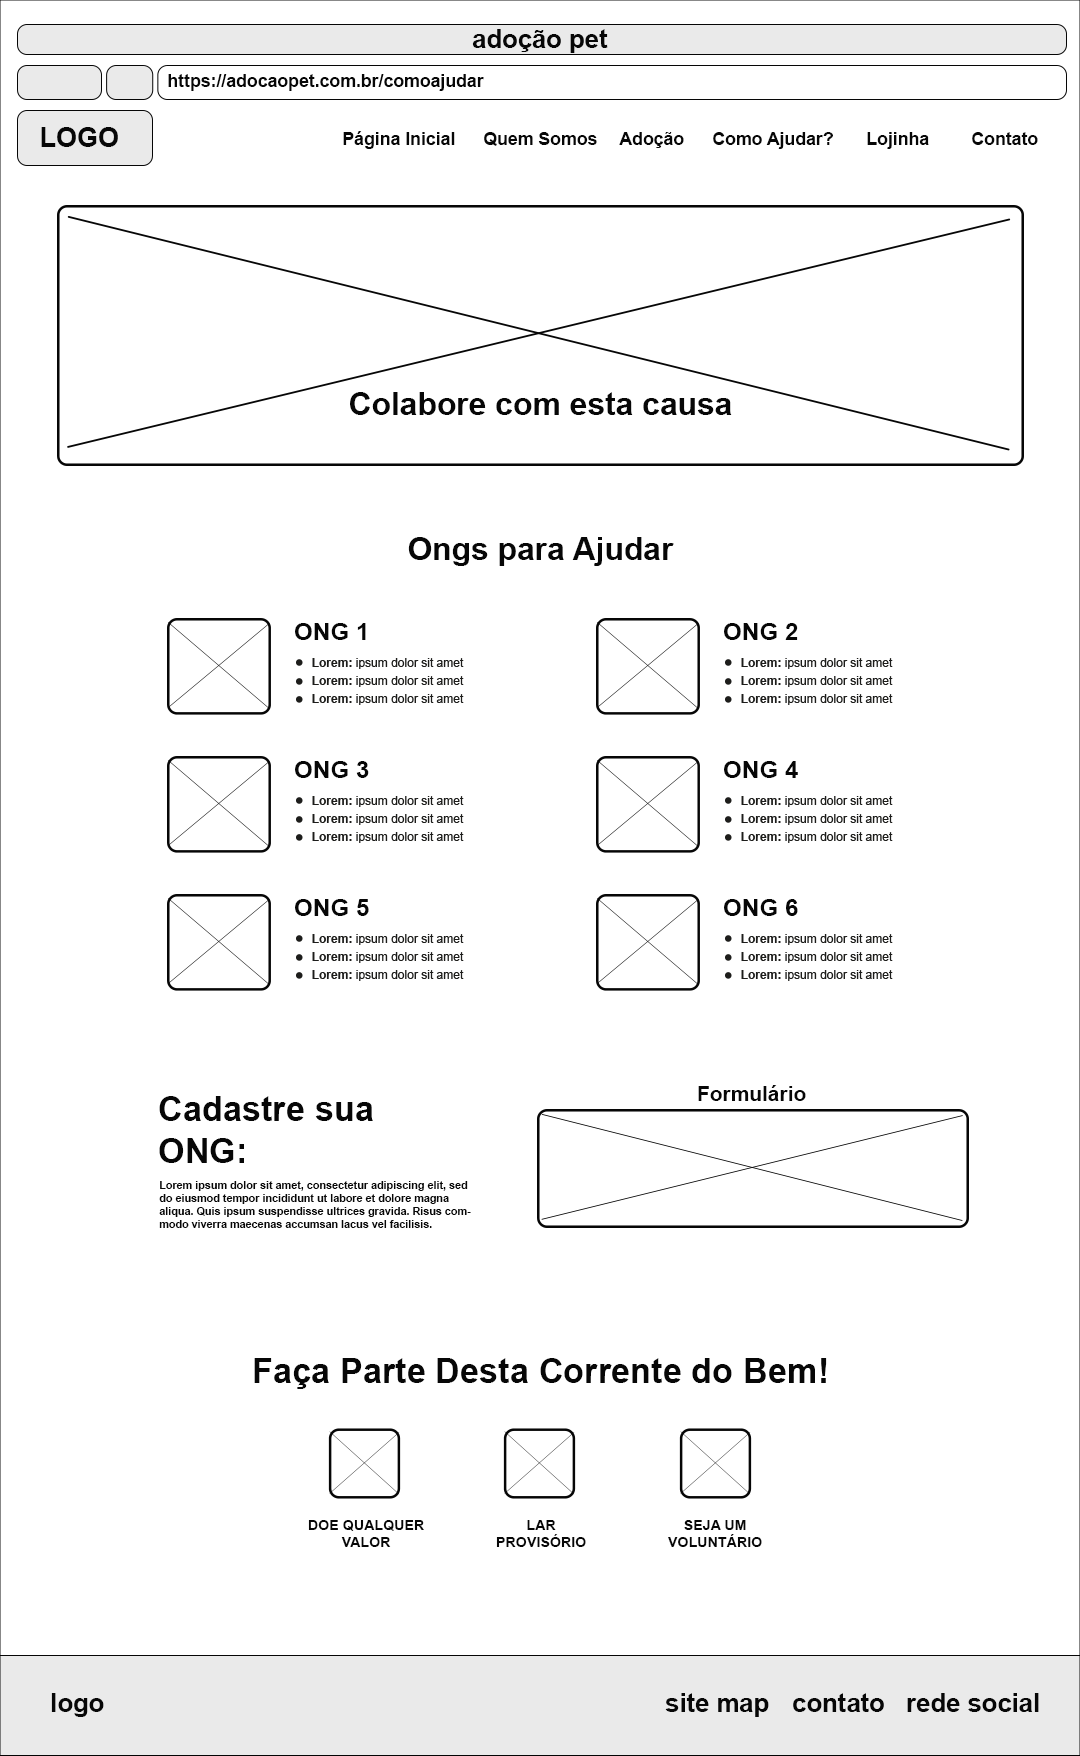 adoção pet
https://adocaopet.com.br/comoajudar
LOGO
Página Inicial Quem Somos Adoção Como Ajudar? Lojinha Contato
Colabore com esta causa
Ongs para Ajudar
ONG 1
Lorem: ipsum dolor sit amet
Lorem: ipsum dolor sit amet
Lorem: ipsum dolor sit amet
ONG 2
Lorem: ipsum dolor sit amet
Lorem: ipsum dolor sit amet
Lorem: ipsum dolor sit amet
ONG 3
Lorem: ipsum dolor sit amet
Lorem: ipsum dolor sit amet
Lorem: ipsum dolor sit amet
ONG 4
Lorem: ipsum dolor sit amet
Lorem: ipsum dolor sit amet
Lorem: ipsum dolor sit amet
ONG 5
Lorem: ipsum dolor sit amet
Lorem: ipsum dolor sit amet
Lorem: ipsum dolor sit amet
ONG 6
Lorem: ipsum dolor sit amet
Lorem: ipsum dolor sit amet
Lorem: ipsum dolor sit amet
Cadastre sua
ONG:
Lorem ipsum dolor sit amet, consectetur adipiscing elit, sed
do eiusmod tempor incididunt ut labore et dolore magna
aliqua. Quis ipsum suspendisse ultrices gravida. Risus com-
modo viverra maecenas accumsan lacus vel facilisis.
Formulário
Faça Parte Desta Corrente do Bem!
DOE QUALQUER
VALOR
LAR
PROVISÓRIO
SEJA UM
VOLUNTÁRIO
logo
site map contato rede social